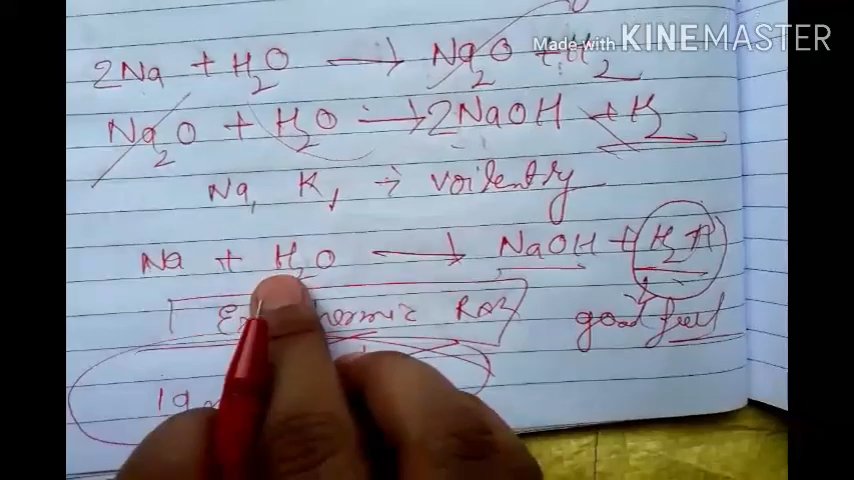 Made with KINEMASTER
2Na + H2O → Na2O + H2
Na2O + H2O → 2NaOH + H2
Na, K, → voilently
Na + H2O → NaOH + H2↑
Rxn
good fuel